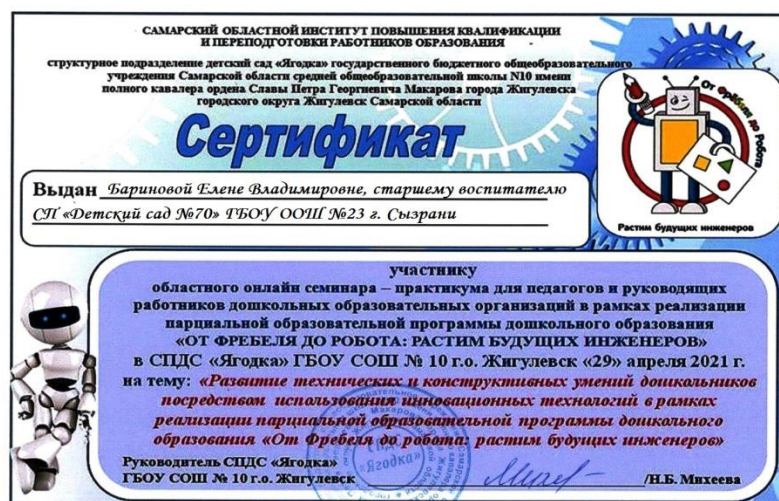 САМАРСКИЙ ОБЛАСТНОЙ ИНСТИТУТ ПОВЫШЕНИЯ КВАЛИФИКАЦИИ
И ПЕРЕПОДГОТОВКИ РАБОТНИКОВ ОБРАЗОВАНИЯ
структурное подразделение детский сад «Ягодка» государственного бюджетного общеобразовательного
учреждения Самарской области средней общеобразовательной школы N10 имени
полного кавалера ордена Славы Петра Георгиевича Макарова города Жигулевска
городского округа Жигулевск Самарской области
Сертификат
От Фрёбеля до Робота
Растим будущих инженеров
Выдан Бариновой Елене Владимировне, старшему воспитателю
СП «Детский сад №70» ГБОУ ООШ №23 г. Сызрани
участнику
областного онлайн семинара – практикума для педагогов и руководящих
работников дошкольных образовательных организаций в рамках реализации
парциальной образовательной программы дошкольного образования
«ОТ ФРЕБЕЛЯ ДО РОБОТА: РАСТИМ БУДУЩИХ ИНЖЕНЕРОВ»
в СПДС «Ягодка» ГБОУ СОШ № 10 г.о. Жигулевск «29» апреля 2021 г.
на тему: «Развитие технических и конструктивных умений дошкольников
посредством использования инновационных технологий в рамках
реализации парциальной образовательной программы дошкольного
образования «От Фребеля до робота: растим будущих инженеров»
Руководитель СПДС «Ягодка»
ГБОУ СОШ № 10 г.о. Жигулевск /Н.Б. Михеева
«Ягодка»